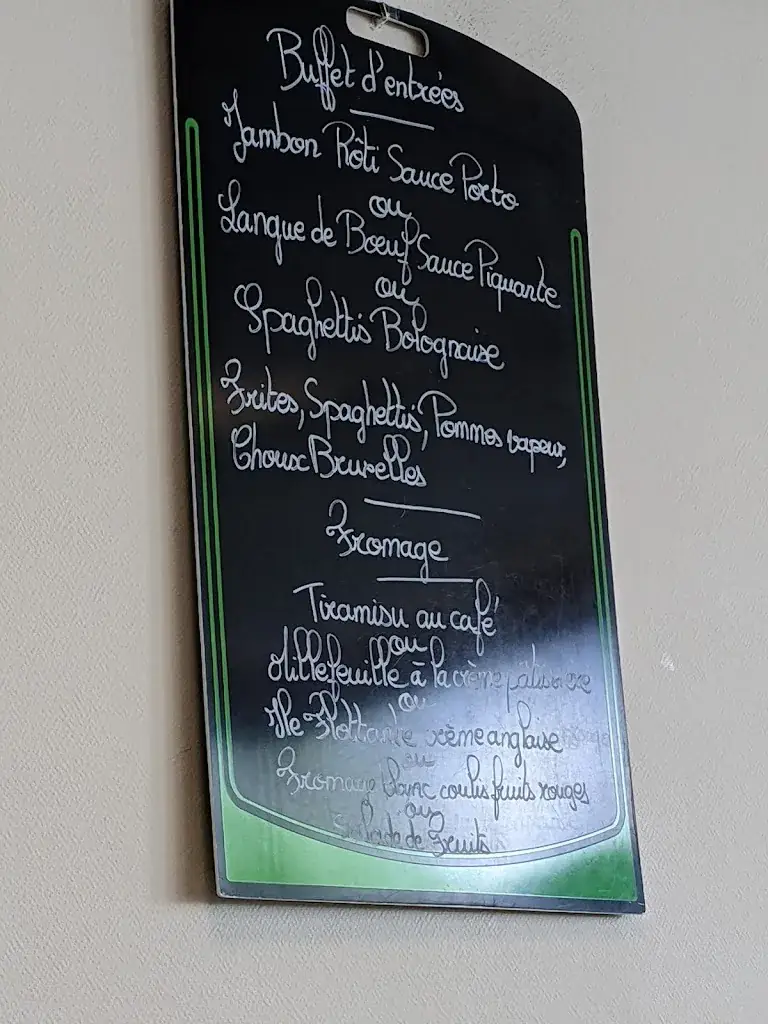 Buffet d'entrées
Jambon Rôti Sauce Porto
ou
Langue de Bœuf Sauce Piquante
ou
Spaghettis Bolognaise
Frites, Spaghettis, Pommes vapeur,
Choux Bruxelles
Fromage
Tiramisu au café
ou
Millefeuille à la crème pâtissière
ou
Ile Flottante crème anglaise
ou
Fromage blanc coulis fruits rouges
ou
Salade de Fruits